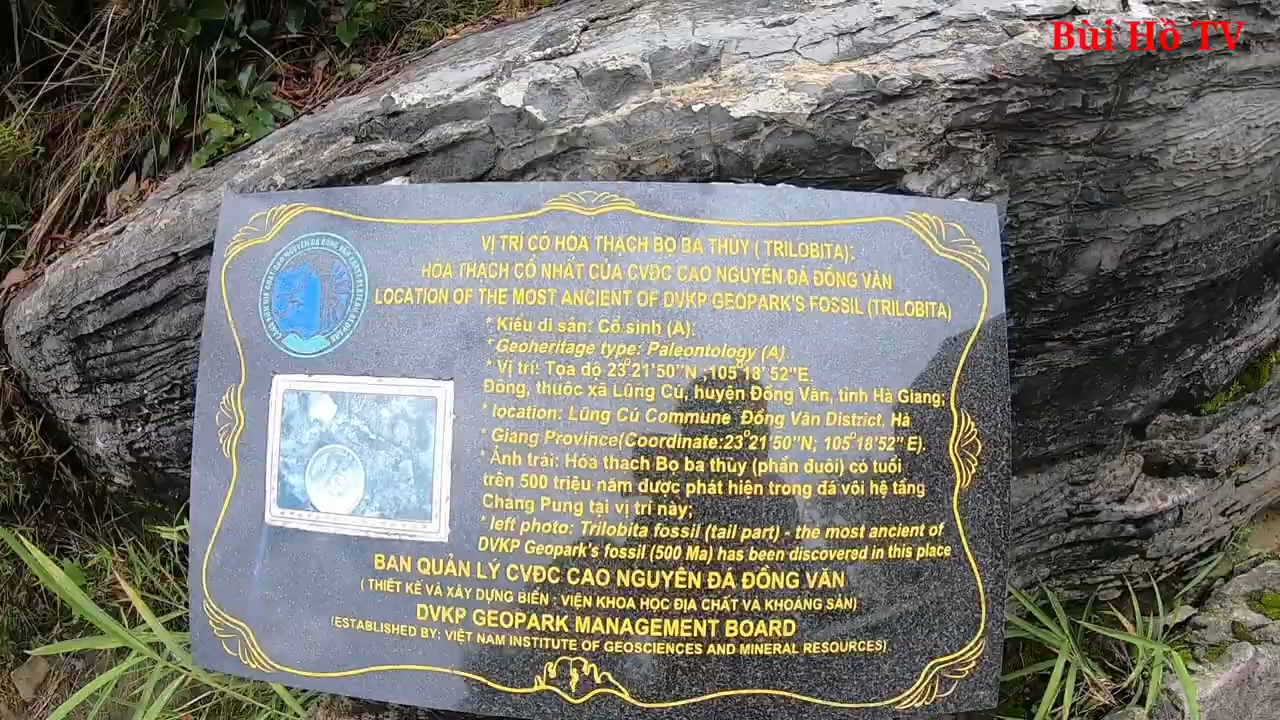 Bùi Hồ TV
VỊ TRÍ CÓ HÓA THẠCH BỌ BA THÙY ( TRILOBITA):
HÓA THẠCH CỔ NHẤT CỦA CVĐC CAO NGUYÊN ĐÁ ĐỒNG VĂN
LOCATION OF THE MOST ANCIENT OF DVKP GEOPARK'S FOSSIL (TRILOBITA)
* Kiểu di sản: Cổ sinh (A).
* Geoheritage type: Paleontology (A).
* Vị trí: Tọa độ 23°21'50"N ;105°18' 52"E.
Đông, thuộc xã Lũng Cú, huyện Đồng Văn, tỉnh Hà Giang;
* location: Lũng Cú Commune Đồng Văn District, Hà
* Giang Province(Coordinate:23°21'50"N; 105°18'52" E).
* Ảnh trái: Hóa thạch Bọ ba thùy (phần đuôi) có tuổi
trên 500 triệu năm được phát hiện trong đá vôi hệ tầng
Chang Pung tại vị trí này;
* left photo: Trilobita fossil (tail part) - the most ancient of
DVKP Geopark's fossil (500 Ma) has been discovered in this place
BAN QUẢN LÝ CVĐC CAO NGUYÊN ĐÁ ĐỒNG VĂN
( THIẾT KẾ VÀ XÂY DỰNG BIỂN : VIỆN KHOA HỌC ĐỊA CHẤT VÀ KHOÁNG SẢN)
DVKP GEOPARK MANAGEMENT BOARD
(ESTABLISHED BY: VIỆT NAM INSTITUTE OF GEOSCIENCES AND MINERAL RESOURCES)